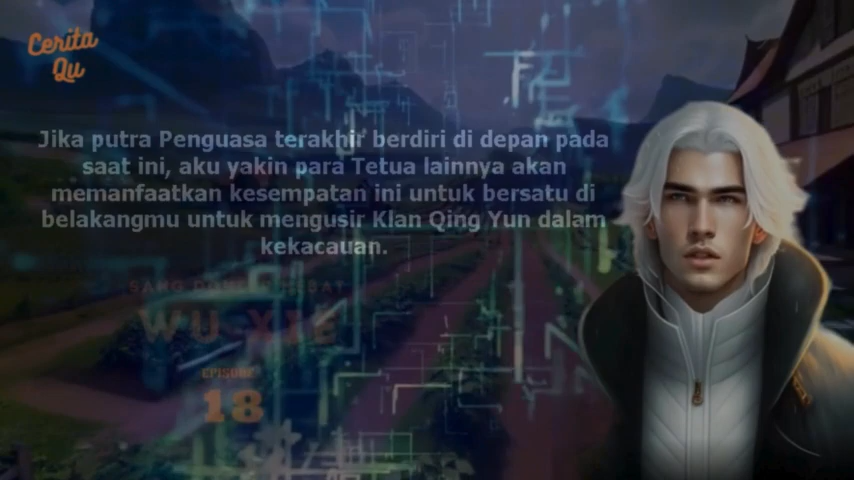 Cerita
Qu
Jika putra Penguasa terakhir berdiri di depan pada
saat ini, aku yakin para Tetua lainnya akan
memanfaatkan kesempatan ini untuk bersatu di
belakangmu untuk mengusir Klan Qing Yun dalam
kekacauan.
WU XIE
EPISODE
18